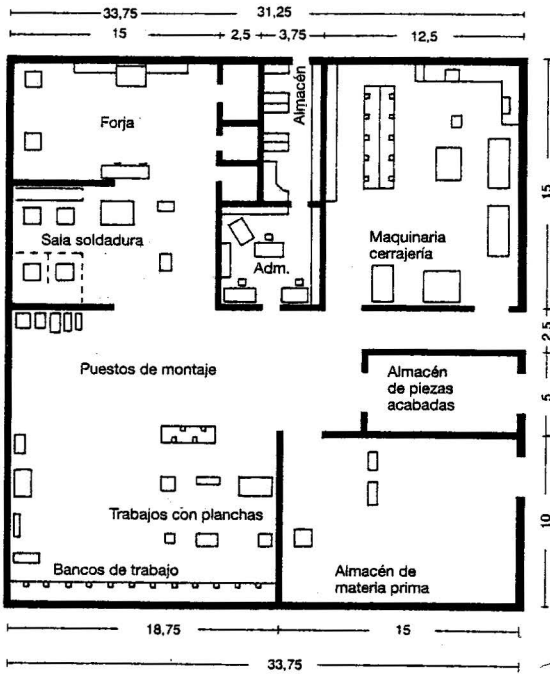 33,75 31,25
15 2,5 3,75 12,5
Forja
Almacén
15
Sala soldadura
Adm.
Maquinaria
cerrajería
2,5
Puestos de montaje
Almacén
de piezas
acabadas
5
Trabajos con planchas
10
Bancos de trabajo
Almacén de
materia prima
18,75 15
33,75